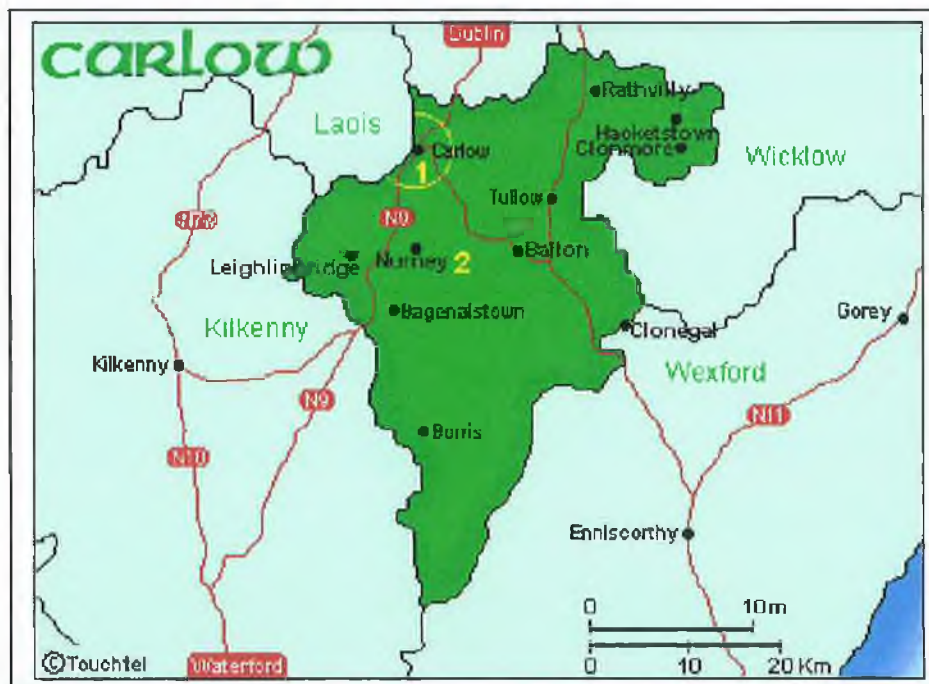 CARLOW
Dublin
Rathvilly
Laois
Hacketstown
Carlow
Clonmore
Wicklow
1
Tullow
N9
Ballon
Nurney
2
Leighlinbridge
Bagenalstown
Clonegal
Gorey
Kilkenny
Kilkenny
Wexford
N9
N11
Borris
N10
Enniscorthy
0 10m
©Touchtel
Waterford
0 10 20 Km